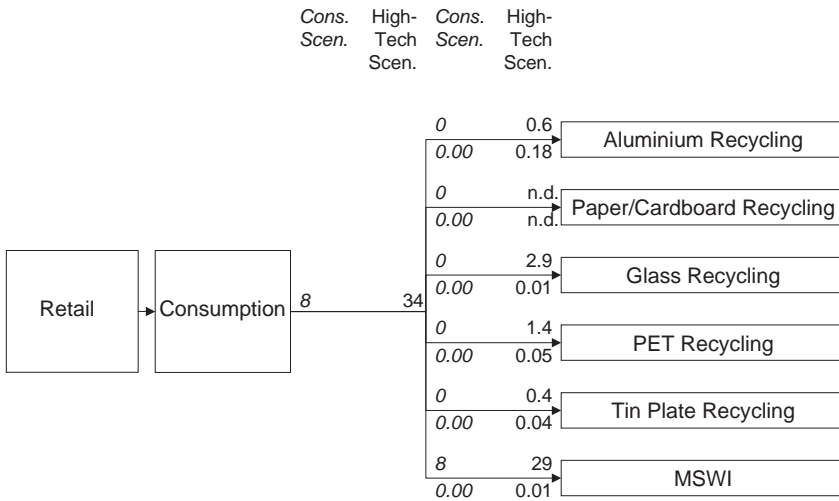 Cons. High- Cons. High-
Scen. Tech Scen. Tech
Scen. Scen.
0 0.6 Aluminium Recycling
0.00 0.18
0 n.d. Paper/Cardboard Recycling
0.00 n.d.
0 2.9 Glass Recycling
0.00 0.01
Retail Consumption 8 34
0 1.4 PET Recycling
0.00 0.05
0 0.4 Tin Plate Recycling
0.00 0.04
8 29 MSWI
0.00 0.01